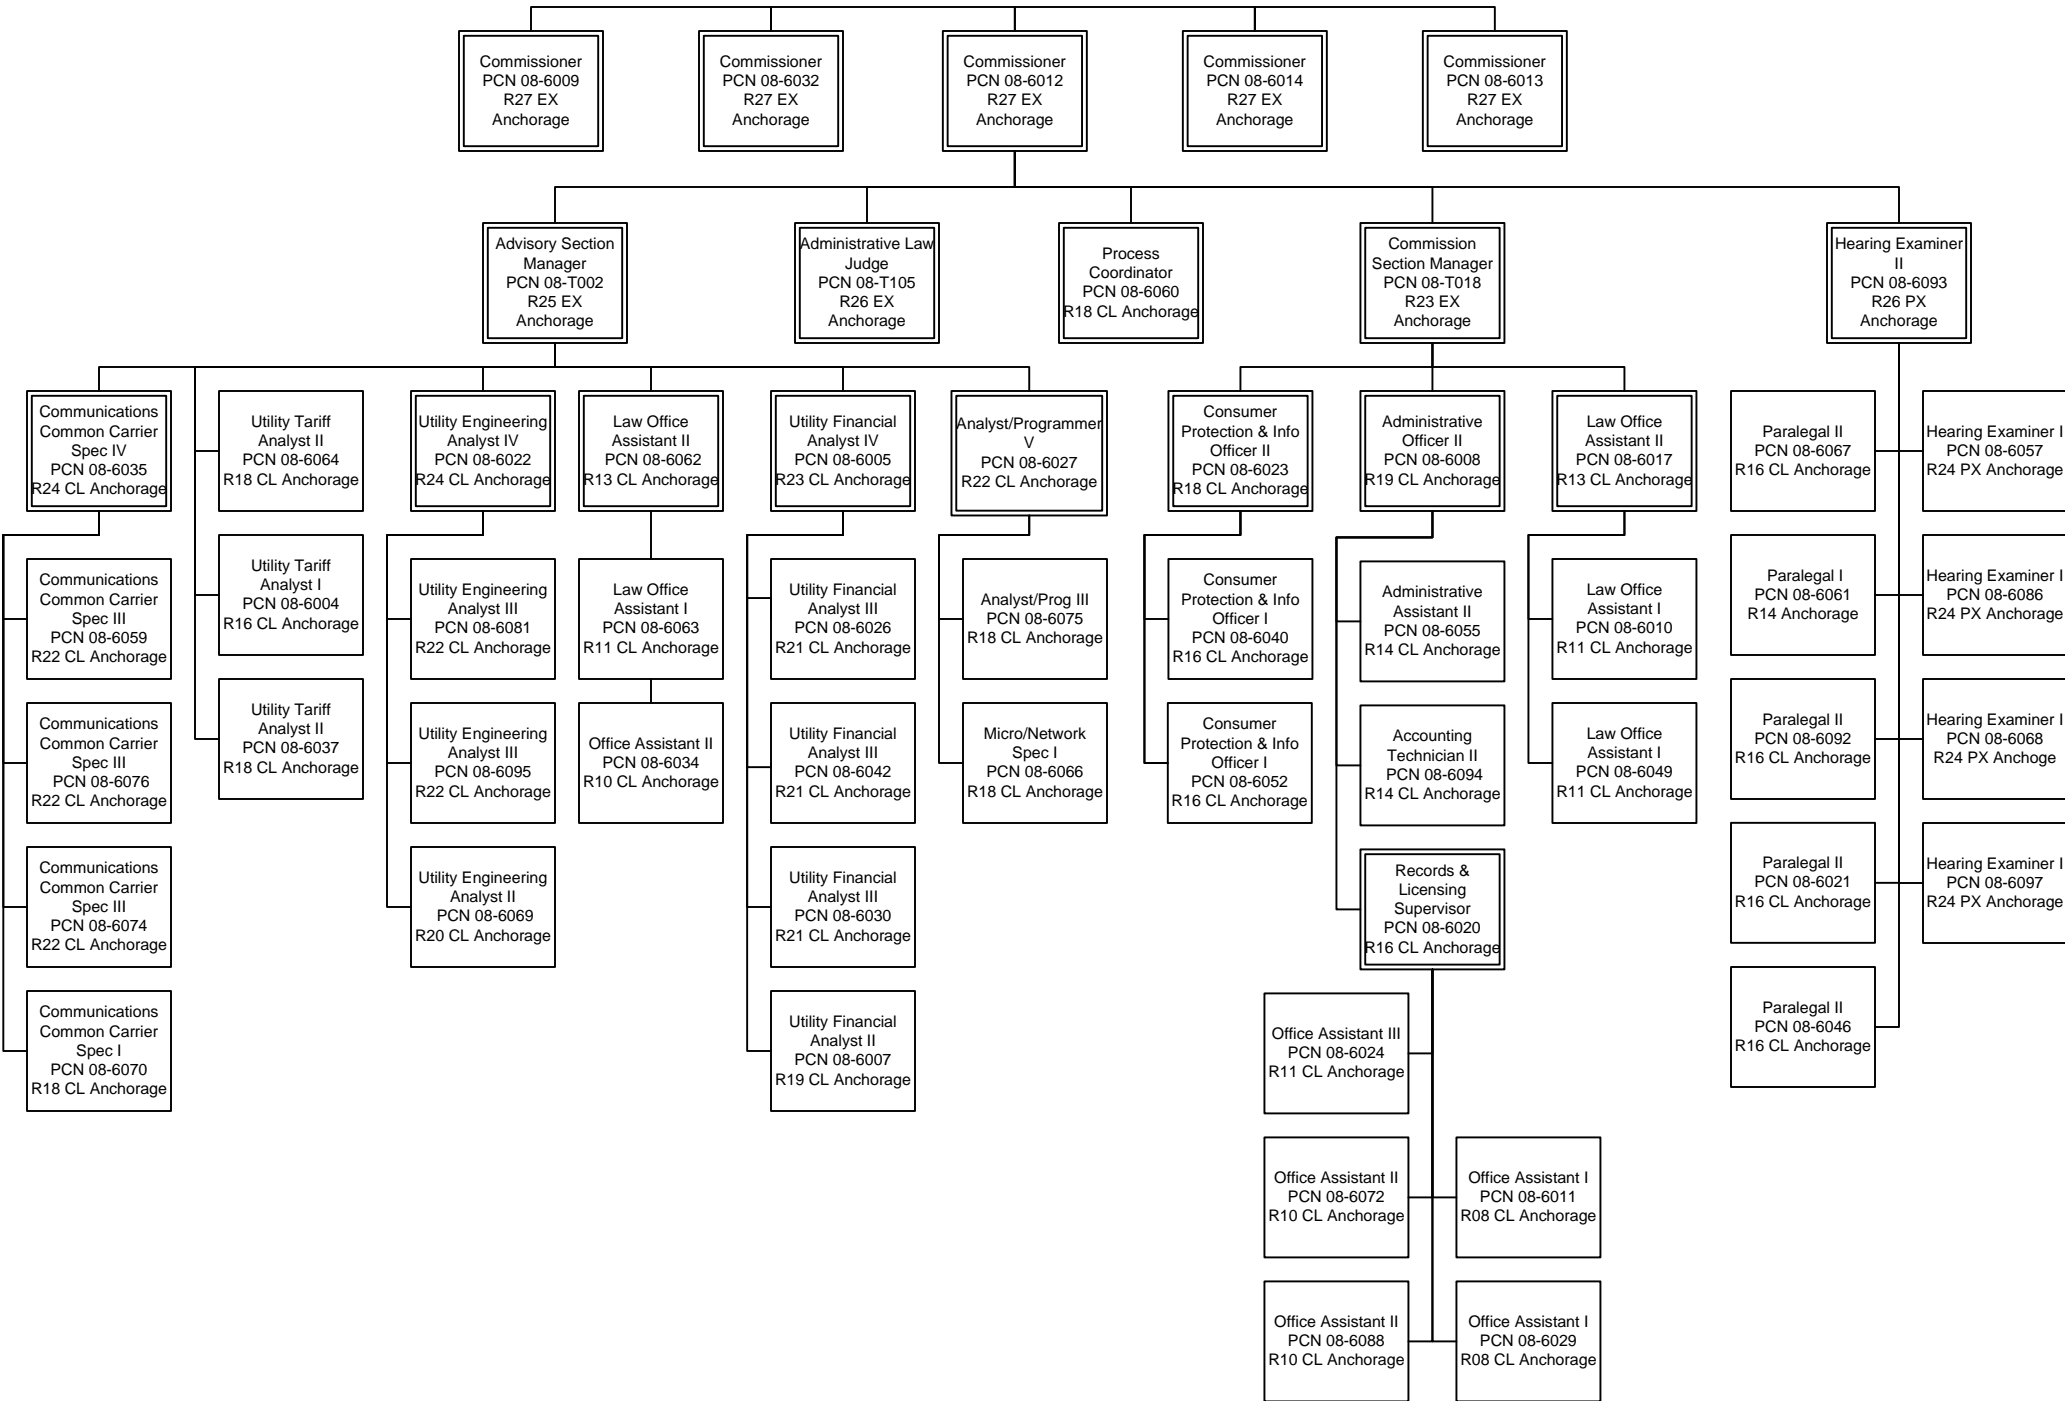 Commissioner
PCN 08-6009
R27 EX
Anchorage
Commissioner
PCN 08-6032
R27 EX
Anchorage
Commissioner
PCN 08-6012
R27 EX
Anchorage
Commissioner
PCN 08-6014
R27 EX
Anchorage
Commissioner
PCN 08-6013
R27 EX
Anchorage
Advisory Section
Manager
PCN 08-T002
R25 EX
Anchorage
Administrative Law
Judge
PCN 08-T105
R26 EX
Anchorage
Process
Coordinator
PCN 08-6060
R18 CL Anchorage
Commission
Section Manager
PCN 08-T018
R23 EX
Anchorage
Hearing Examiner
II
PCN 08-6093
R26 PX
Anchorage
Communications
Common Carrier
Spec IV
PCN 08-6035
R24 CL Anchorage
Utility Tariff
Analyst II
PCN 08-6064
R18 CL Anchorage
Utility Engineering
Analyst IV
PCN 08-6022
R24 CL Anchorage
Law Office
Assistant II
PCN 08-6062
R13 CL Anchorage
Utility Financial
Analyst IV
PCN 08-6005
R23 CL Anchorage
Analyst/Programmer
V
PCN 08-6027
R22 CL Anchorage
Consumer
Protection & Info
Officer II
PCN 08-6023
R18 CL Anchorage
Administrative
Officer II
PCN 08-6008
R19 CL Anchorage
Law Office
Assistant II
PCN 08-6017
R13 CL Anchorage
Paralegal II
PCN 08-6067
R16 CL Anchorage
Hearing Examiner I
PCN 08-6057
R24 PX Anchorage
Communications
Common Carrier
Spec III
PCN 08-6059
R22 CL Anchorage
Utility Tariff
Analyst I
PCN 08-6004
R16 CL Anchorage
Utility Engineering
Analyst III
PCN 08-6081
R22 CL Anchorage
Law Office
Assistant I
PCN 08-6063
R11 CL Anchorage
Utility Financial
Analyst III
PCN 08-6026
R21 CL Anchorage
Analyst/Prog III
PCN 08-6075
R18 CL Anchorage
Consumer
Protection & Info
Officer I
PCN 08-6040
R16 CL Anchorage
Administrative
Assistant II
PCN 08-6055
R14 CL Anchorage
Law Office
Assistant I
PCN 08-6010
R11 CL Anchorage
Paralegal I
PCN 08-6061
R14 Anchorage
Hearing Examiner I
PCN 08-6086
R24 PX Anchorage
Communications
Common Carrier
Spec III
PCN 08-6076
R22 CL Anchorage
Utility Tariff
Analyst II
PCN 08-6037
R18 CL Anchorage
Utility Engineering
Analyst III
PCN 08-6095
R22 CL Anchorage
Office Assistant II
PCN 08-6034
R10 CL Anchorage
Utility Financial
Analyst III
PCN 08-6042
R21 CL Anchorage
Micro/Network
Spec I
PCN 08-6066
R18 CL Anchorage
Consumer
Protection & Info
Officer I
PCN 08-6052
R16 CL Anchorage
Accounting
Technician II
PCN 08-6094
R14 CL Anchorage
Law Office
Assistant I
PCN 08-6049
R11 CL Anchorage
Paralegal II
PCN 08-6092
R16 CL Anchorage
Hearing Examiner I
PCN 08-6068
R24 PX Anchoge
Communications
Common Carrier
Spec III
PCN 08-6074
R22 CL Anchorage
Utility Engineering
Analyst II
PCN 08-6069
R20 CL Anchorage
Utility Financial
Analyst III
PCN 08-6030
R21 CL Anchorage
Records &
Licensing
Supervisor
PCN 08-6020
R16 CL Anchorage
Paralegal II
PCN 08-6021
R16 CL Anchorage
Hearing Examiner I
PCN 08-6097
R24 PX Anchorage
Communications
Common Carrier
Spec I
PCN 08-6070
R18 CL Anchorage
Utility Financial
Analyst II
PCN 08-6007
R19 CL Anchorage
Office Assistant III
PCN 08-6024
R11 CL Anchorage
Paralegal II
PCN 08-6046
R16 CL Anchorage
Office Assistant II
PCN 08-6072
R10 CL Anchorage
Office Assistant I
PCN 08-6011
R08 CL Anchorage
Office Assistant II
PCN 08-6088
R10 CL Anchorage
Office Assistant I
PCN 08-6029
R08 CL Anchorage